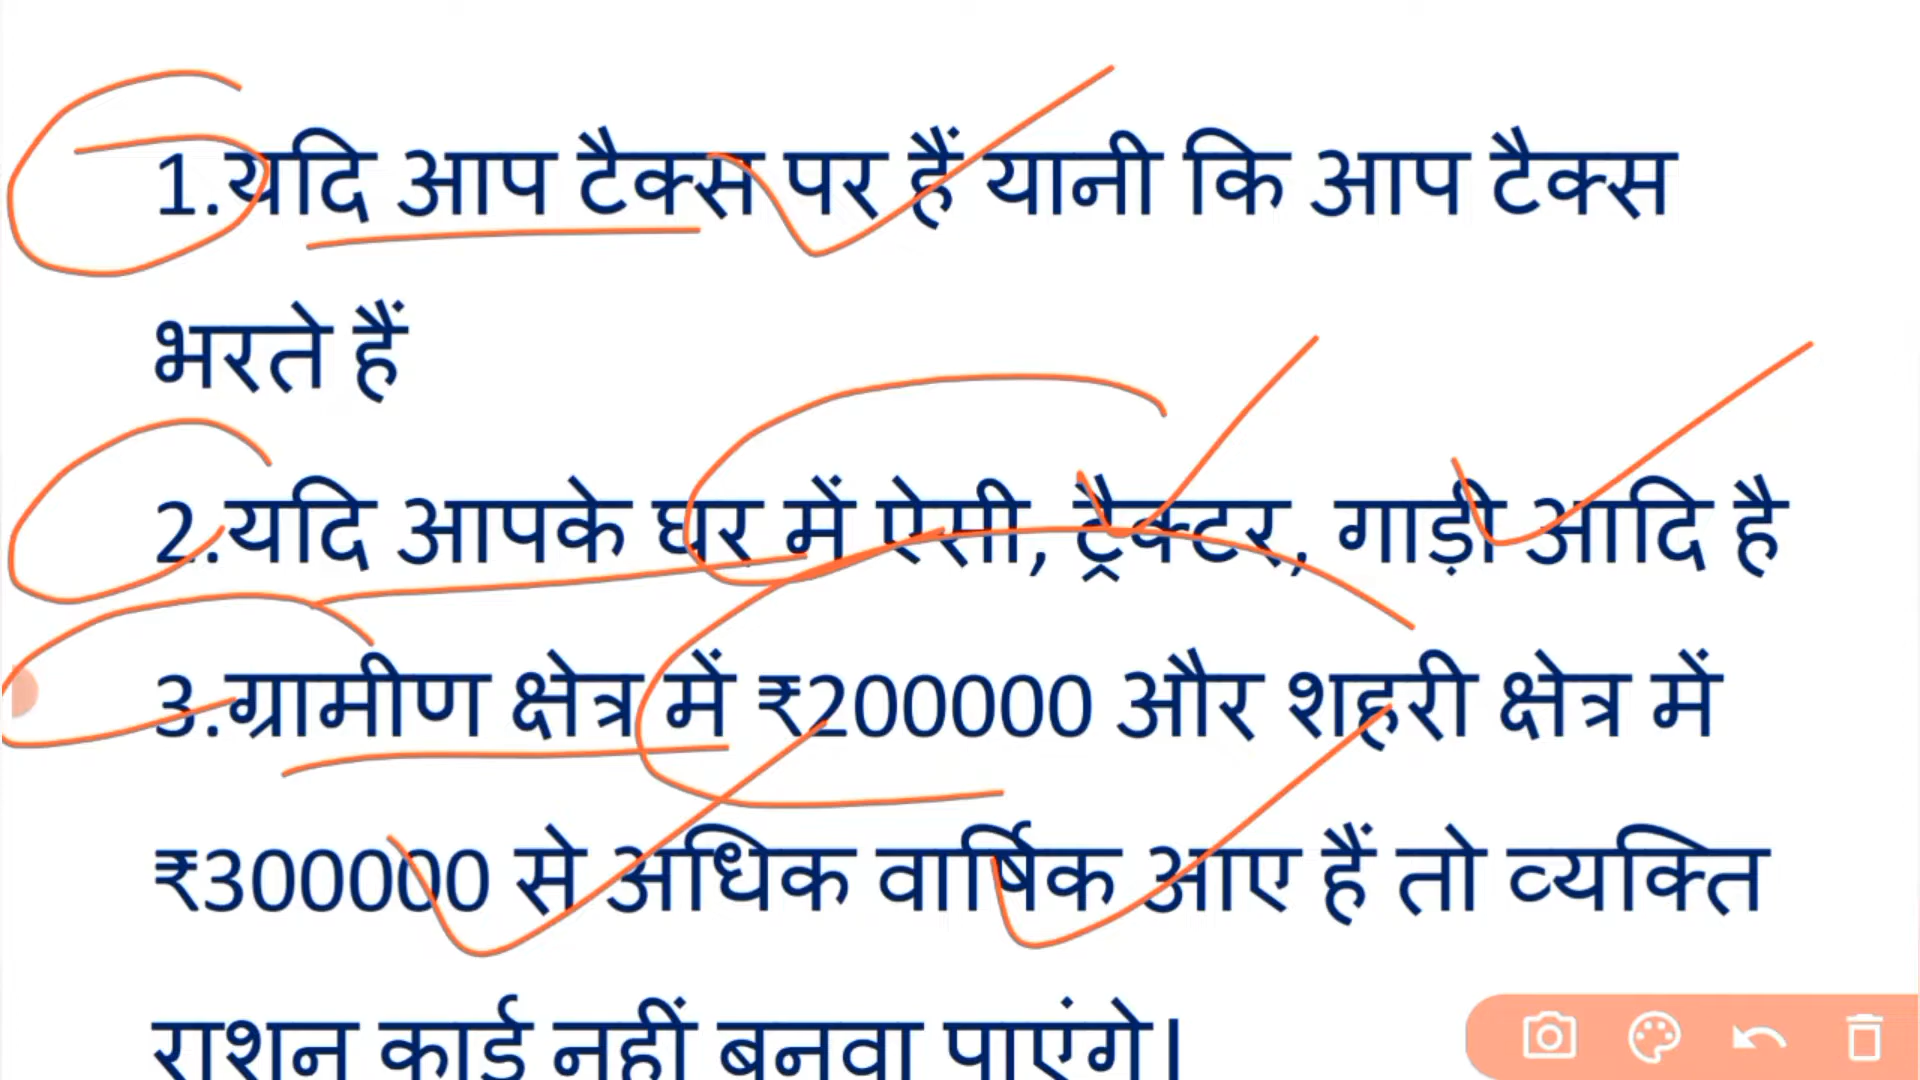 1.यदि आप टैक्स पर हैं यानी कि आप टैक्स
भरते हैं
2.यदि आपके घर में ऐसी, ट्रैक्टर, गाड़ी आदि है
3.ग्रामीण क्षेत्र में ₹200000 और शहरी क्षेत्र में
₹300000 से अधिक वार्षिक आए हैं तो व्यक्ति
राशन कार्ड नहीं बनवा पाएंगे।